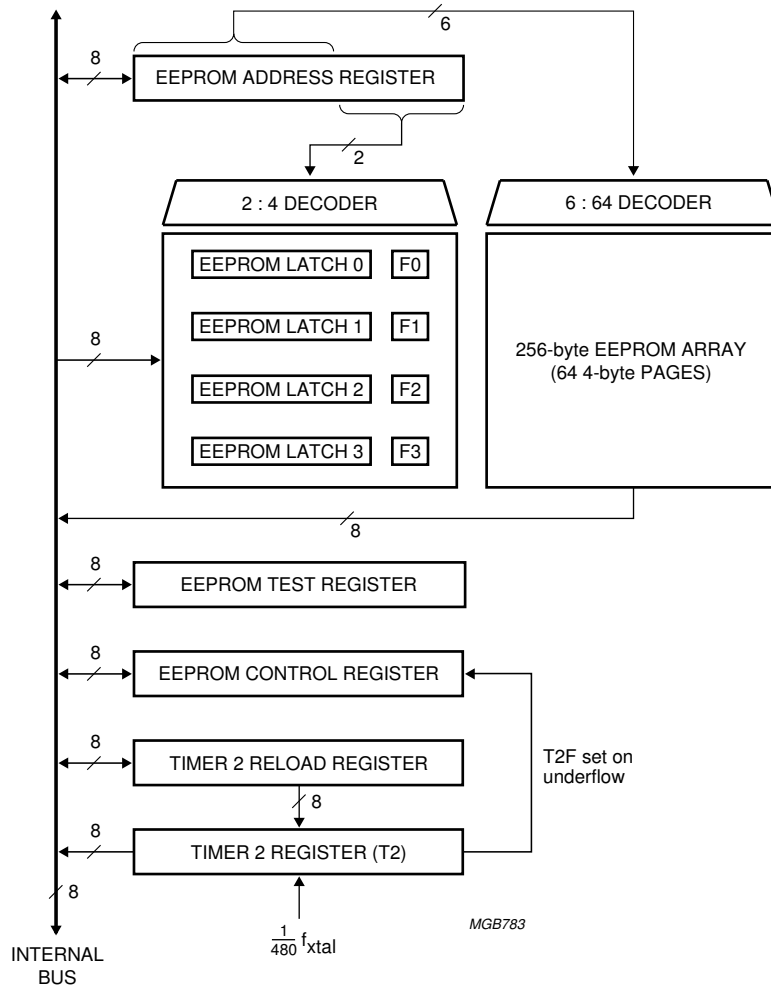 6
8
EEPROM ADDRESS REGISTER
2
2 : 4 DECODER
6 : 64 DECODER
EEPROM LATCH 0 F0
EEPROM LATCH 1 F1
8
256-byte EEPROM ARRAY
(64 4-byte PAGES)
EEPROM LATCH 2 F2
EEPROM LATCH 3 F3
8
8
EEPROM TEST REGISTER
8
EEPROM CONTROL REGISTER
T2F set on
underflow
8
TIMER 2 RELOAD REGISTER
8
8
TIMER 2 REGISTER (T2)
8
1/480 fxtal
MGB783
INTERNAL
BUS